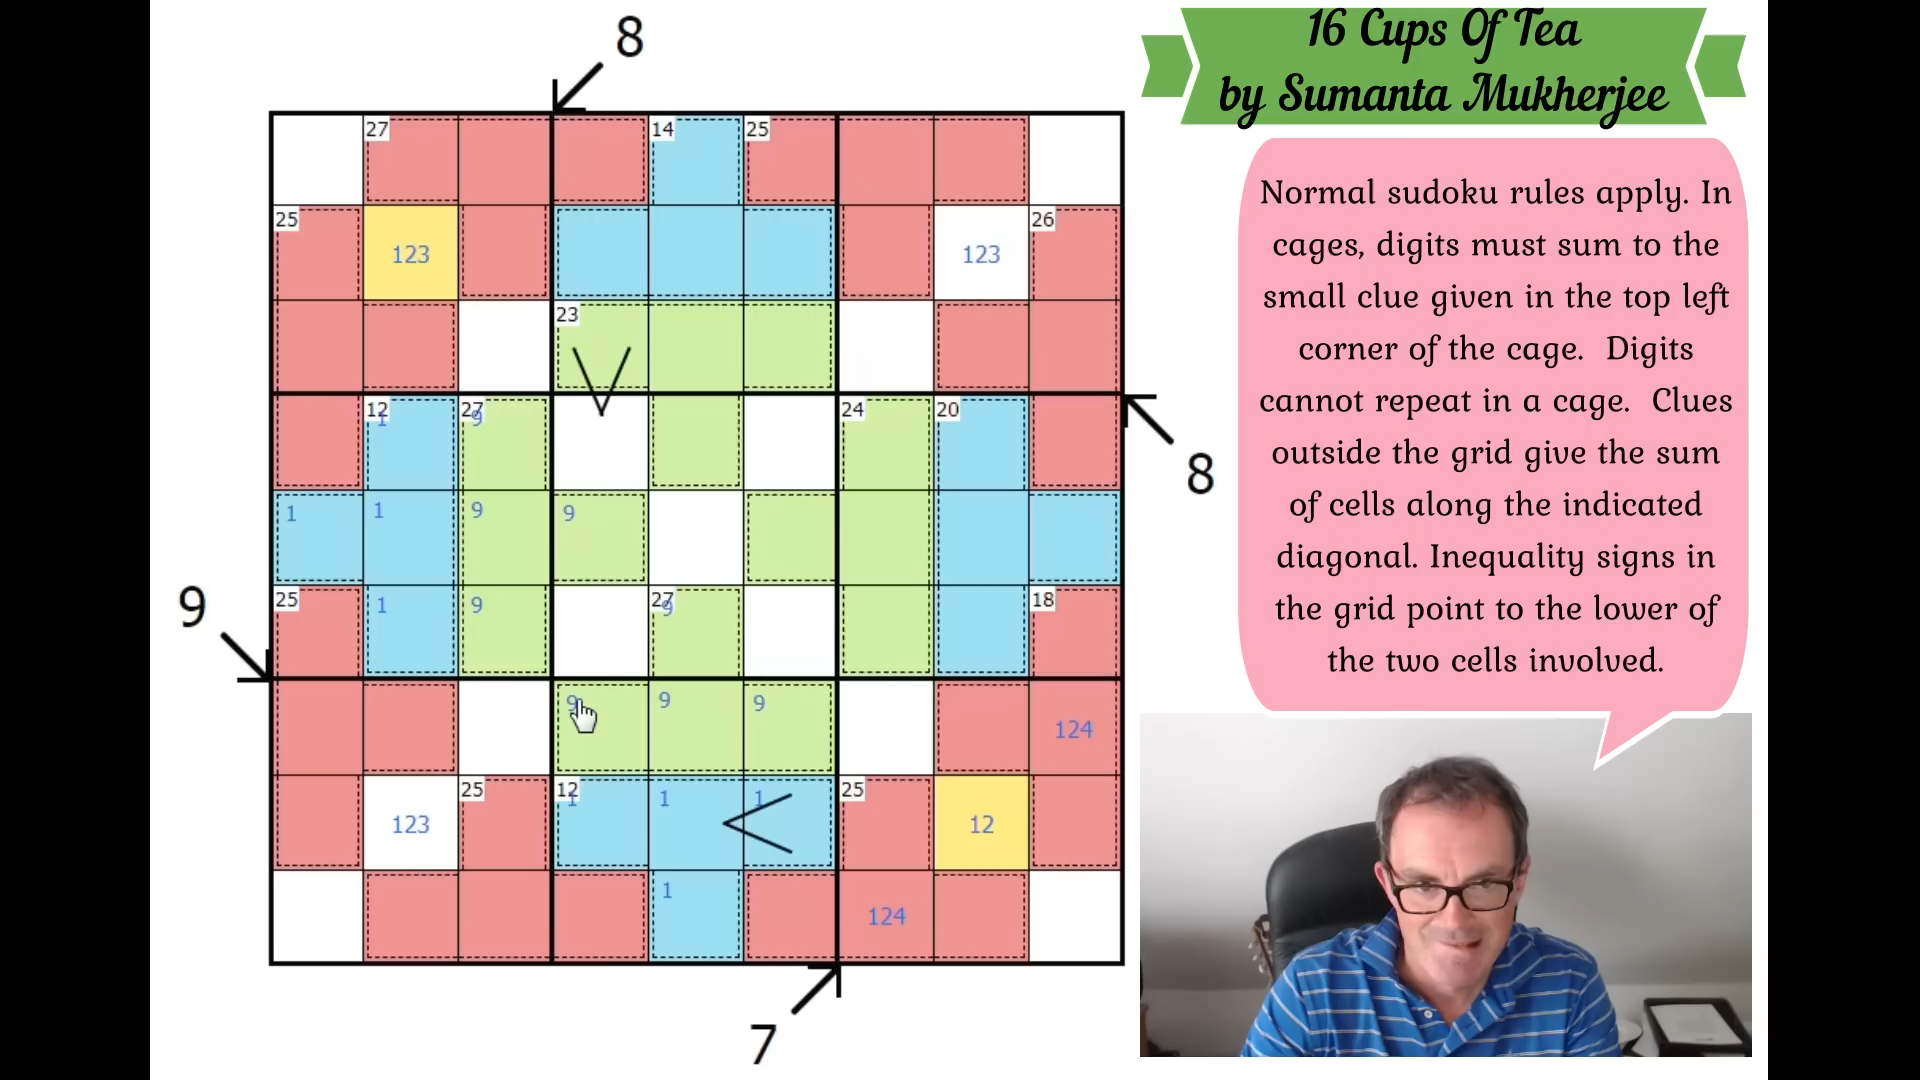 16 Cups Of Tea
by Sumanta Mukherjee
Normal sudoku rules apply. In
cages, digits must sum to the
small clue given in the top left
corner of the cage. Digits
cannot repeat in a cage. Clues
outside the grid give the sum
of cells along the indicated
diagonal. Inequality signs in
the grid point to the lower of
the two cells involved.
8
27 14 25
25 123 123 26
23
12 1 27 9 24 20
8
1 1 9 9
9
25 1 9 27 9 18
9 9 9 124
123 25 12 1 1 1 25 12
1 124
7